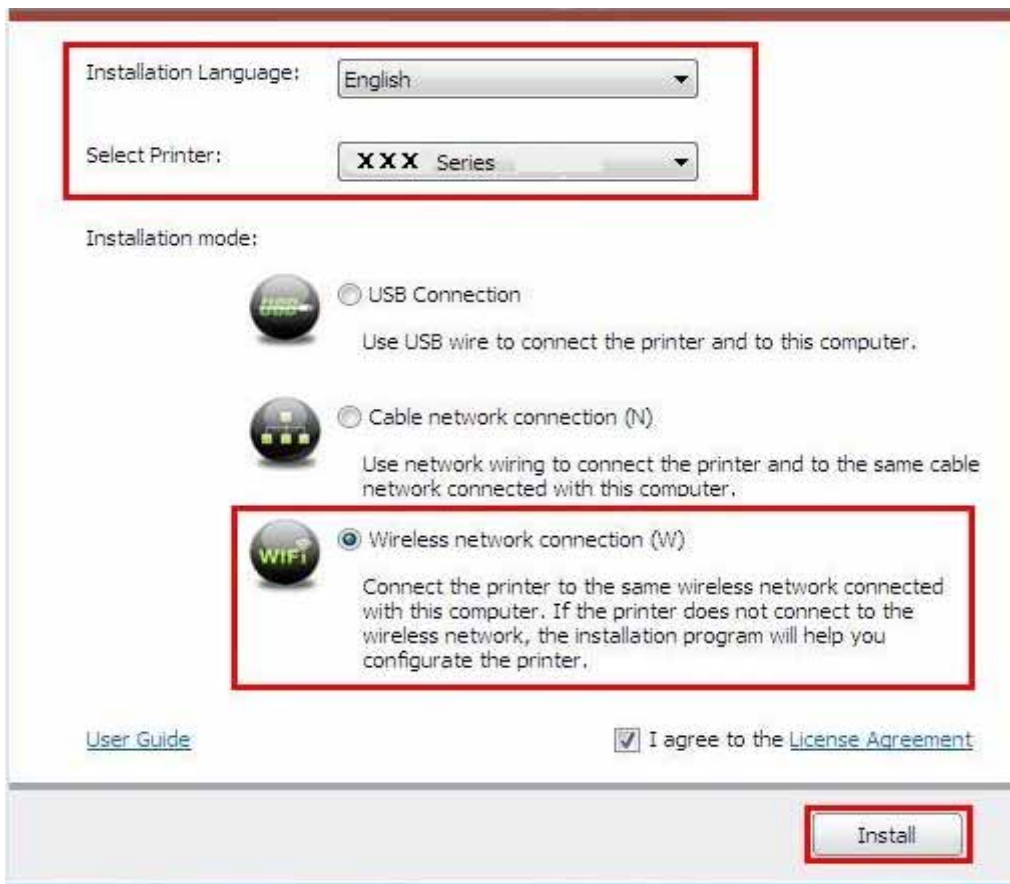 Installation Language:
English
Select Printer:
XXX Series
Installation mode:
USB
USB Connection
Use USB wire to connect the printer and to this computer.
Cable network connection (N)
Use network wiring to connect the printer and to the same cable
network connected with this computer.
WiFi
Wireless network connection (W)
Connect the printer to the same wireless network connected
with this computer. If the printer does not connect to the
wireless network, the installation program will help you
configurate the printer.
User Guide
I agree to the License Agreement
Install